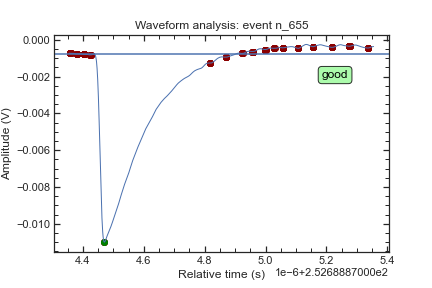 Waveform analysis: event n_655
0.000
−0.002
−0.004
−0.006
−0.008
−0.010
Amplitude (V)
good
4.4 4.6 4.8 5.0 5.2 5.4
Relative time (s) 1e−6+2.5268887000e2